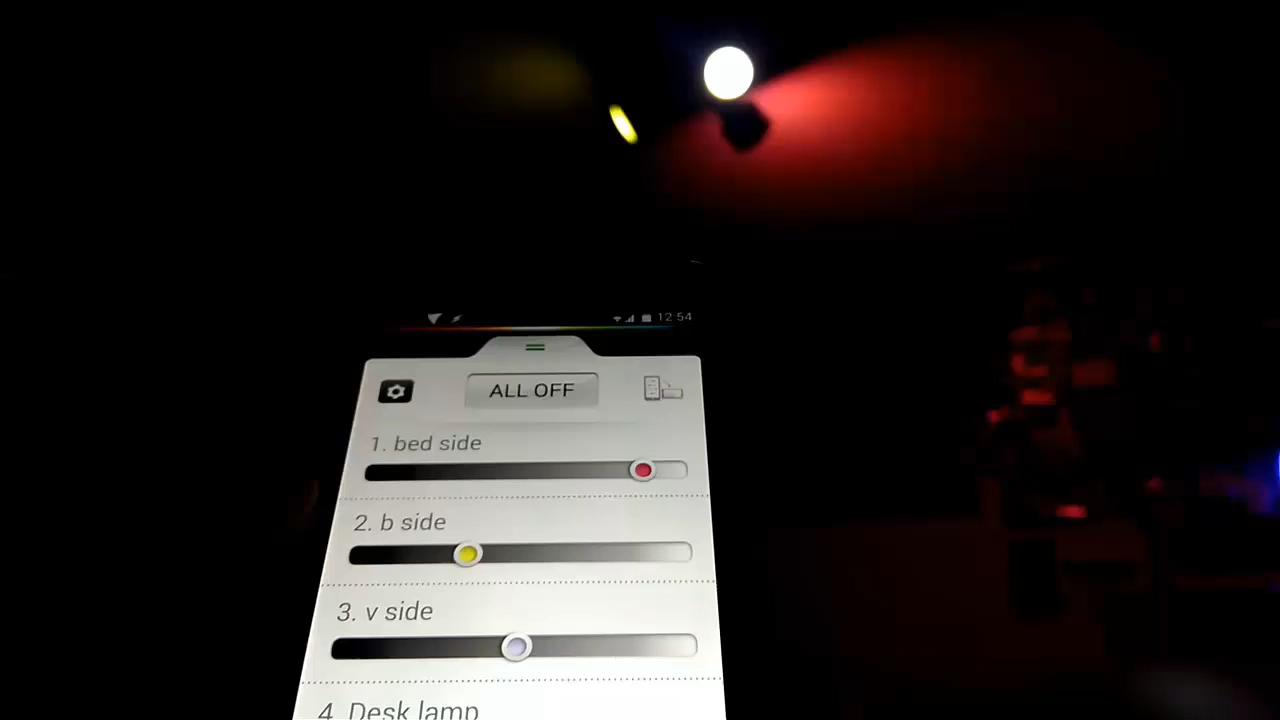 12:54
ALL OFF
1. bed side
2. b side
3. v side
4. Desk lamp